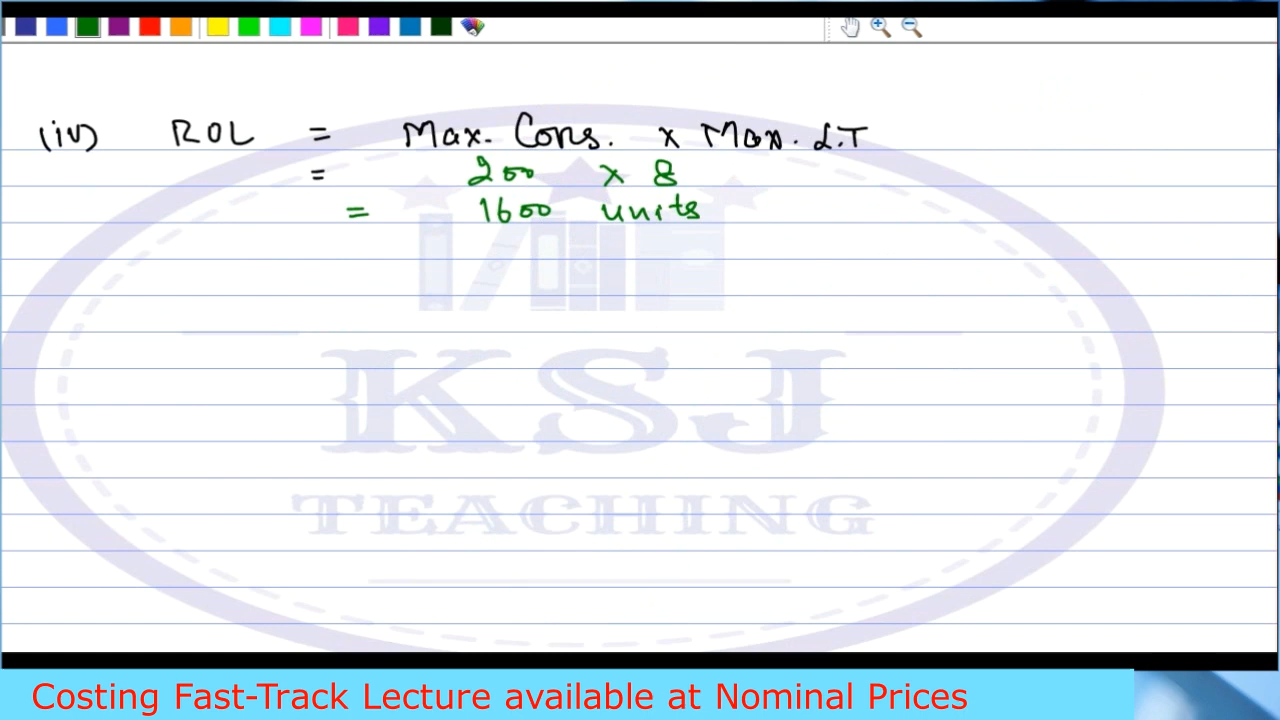 (iv) ROL = Max. Cons. x Max. L.T
= 200 x 8
= 1600 units
KSJ
TEACHING
Costing Fast-Track Lecture available at Nominal Prices